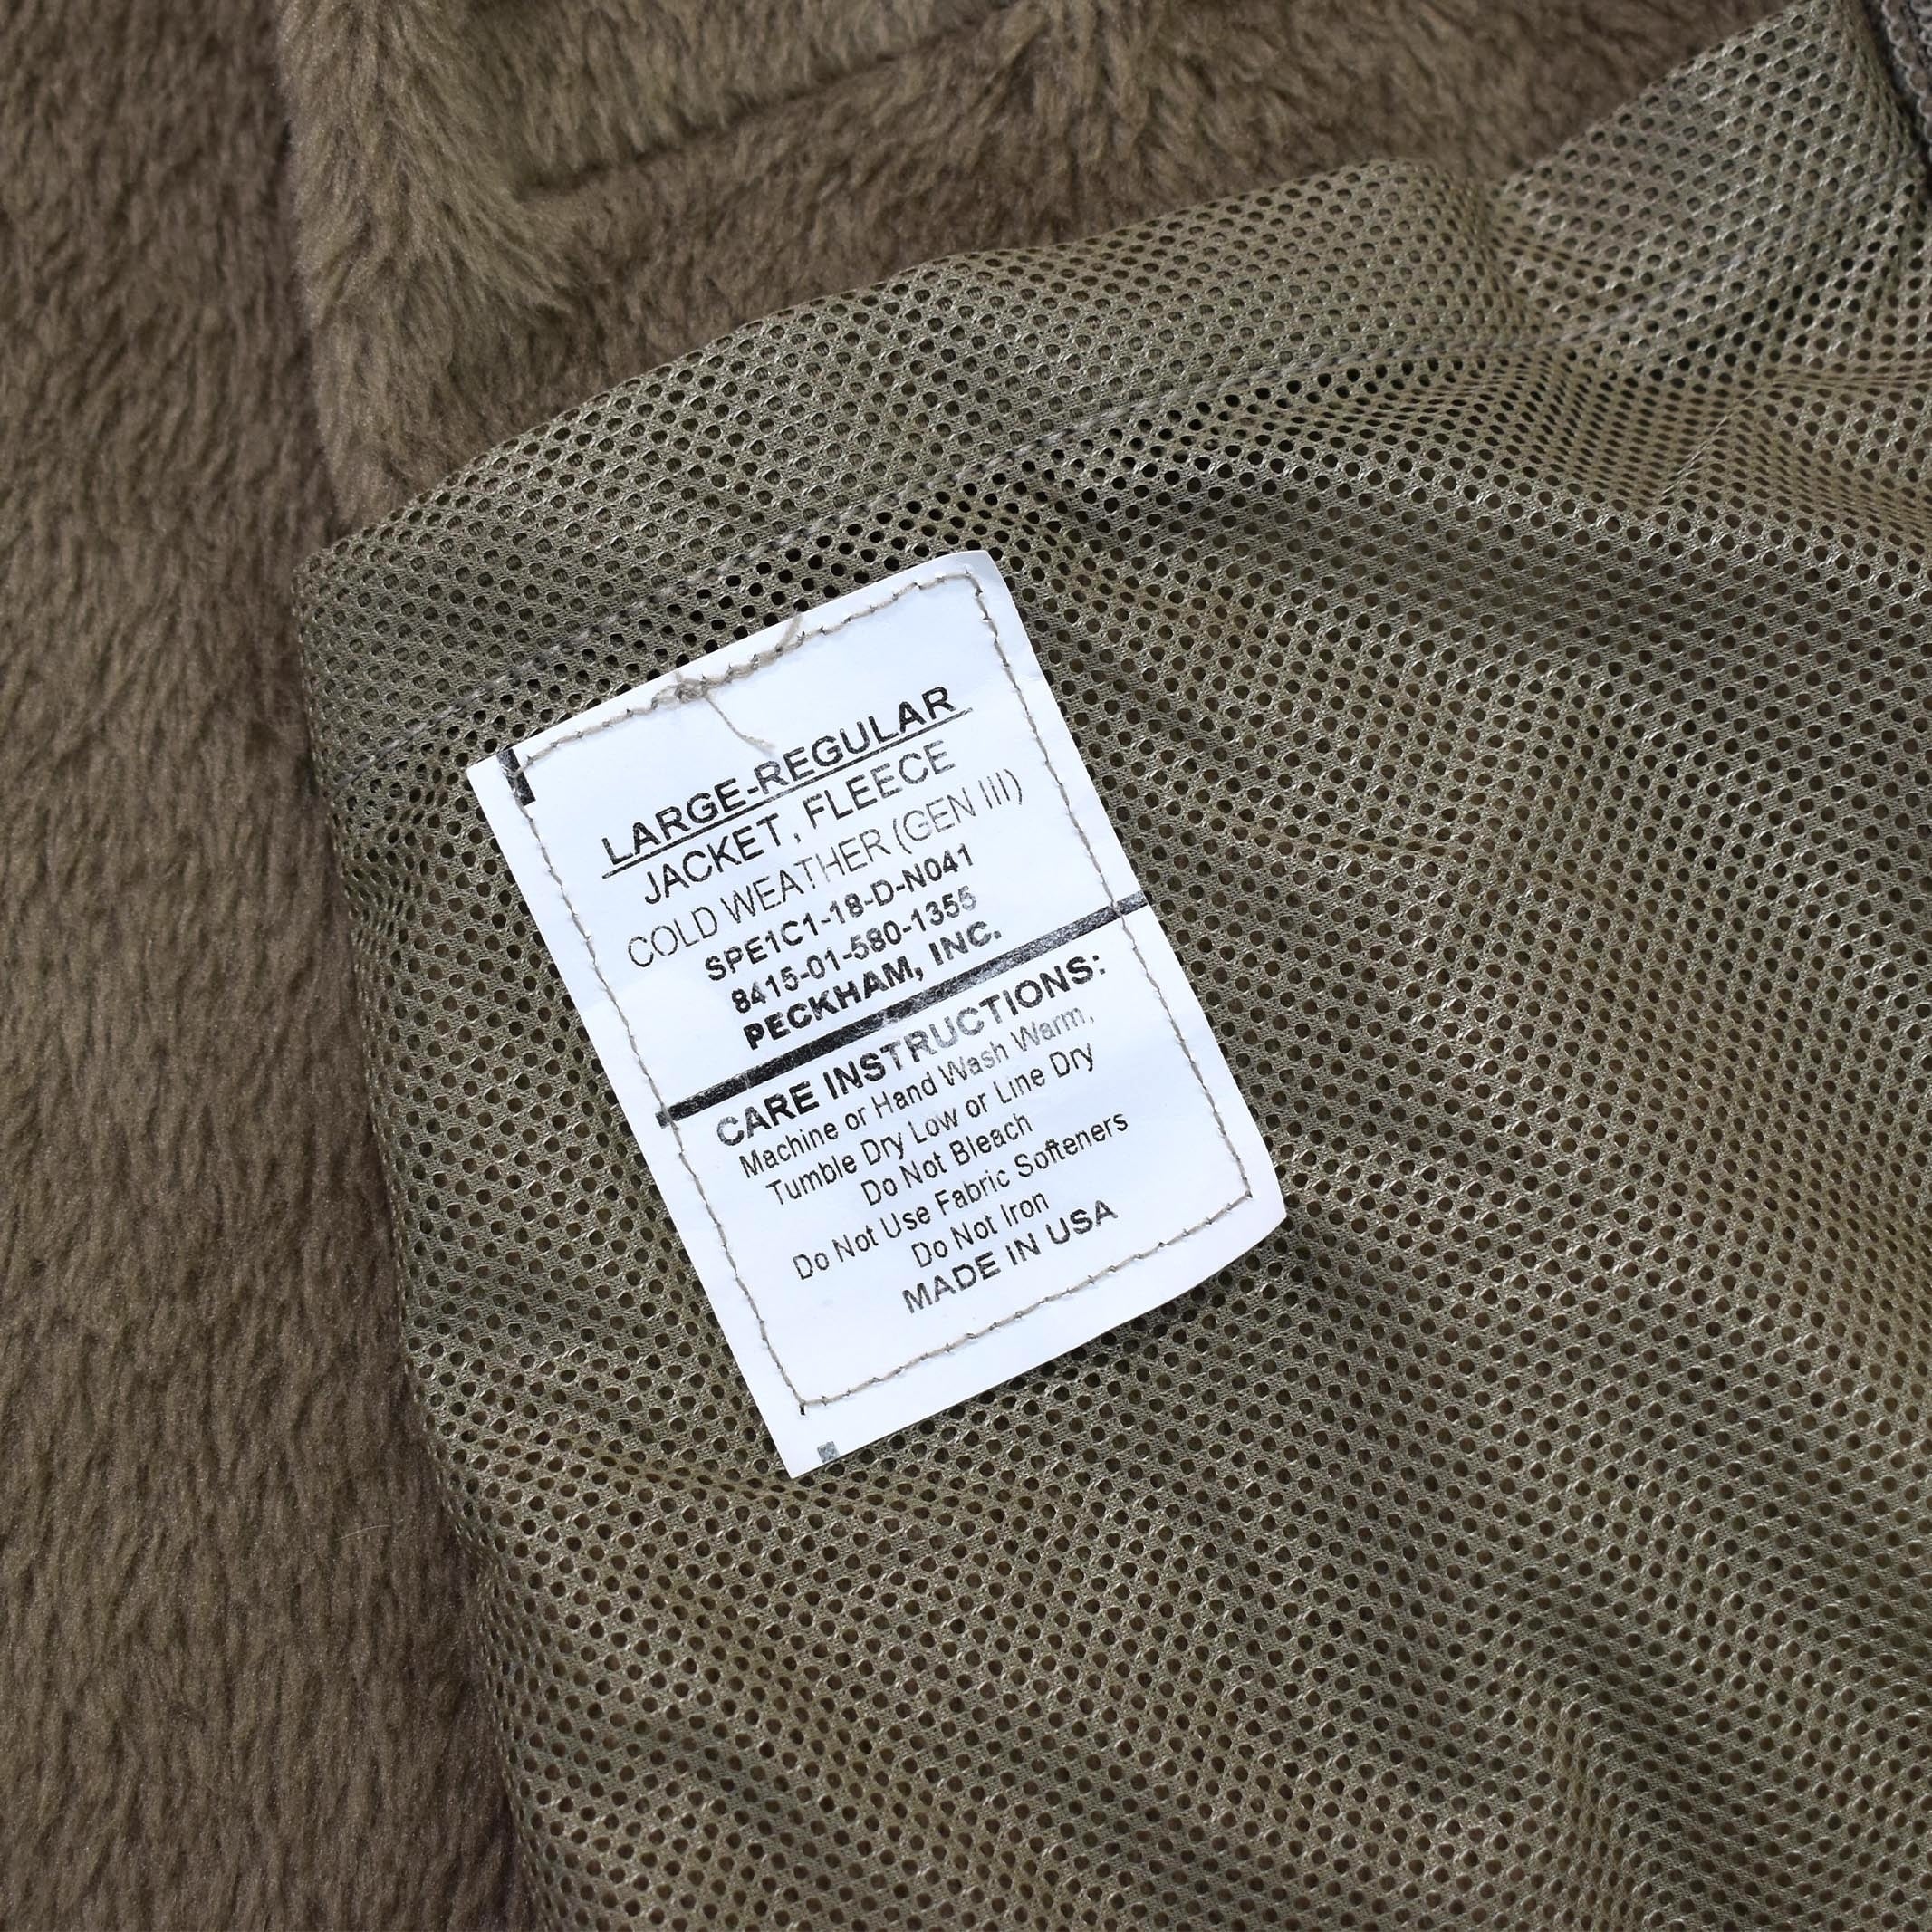 LARGE-REGULAR
JACKET, FLEECE
COLD WEATHER (GEN III)
SPE1C1-18-D-N041
8415-01-580-1355
PECKHAM, INC.
CARE INSTRUCTIONS:
Machine or Hand Wash Warm,
Tumble Dry Low or Line Dry
Do Not Bleach
Do Not Use Fabric Softeners
Do Not Iron
MADE IN USA